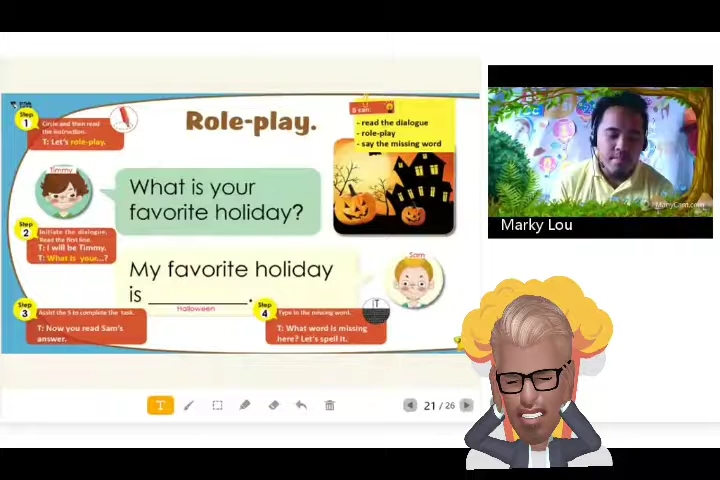 Step
1
Circle and then read
the instruction.
T: Let's role-play.
Role-play.
- read the dialogue
- role-play
- say the missing word
Timmy
What is your
favorite holiday?
Step
2
Initiate the dialogue.
Read the first line.
T: I will be Timmy.
T: What is your...?
My favorite holiday
is __________.
Halloween
Sam
Step
3
Assist the S to complete the task.
T: Now you read Sam's
answer.
Step
4
Type in the missing word.
T: What word is missing
here? Let's spell it.
T
21 / 26
ManyCam.com
Marky Lou